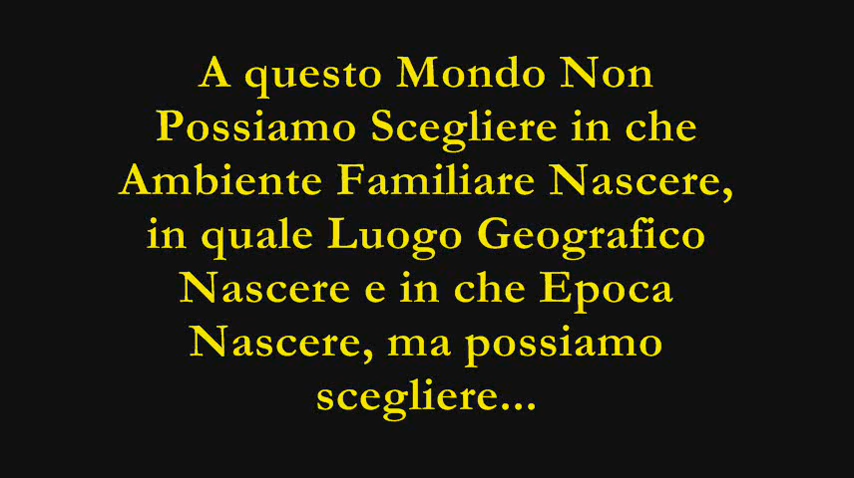 A questo Mondo Non
Possiamo Scegliere in che
Ambiente Familiare Nascere,
in quale Luogo Geografico
Nascere e in che Epoca
Nascere, ma possiamo
scegliere...